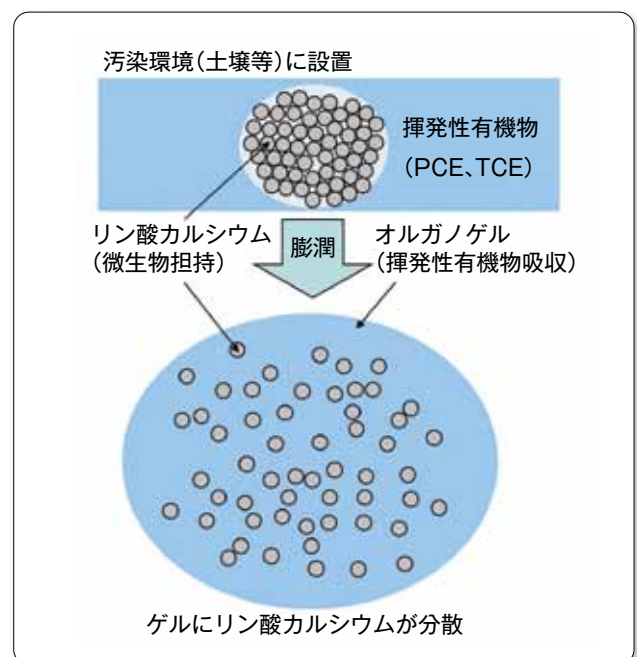 汚染環境（土壌等）に設置
揮発性有機物
（PCE、TCE）
リン酸カルシウム
（微生物担持）
膨潤
オルガノゲル
（揮発性有機物吸収）
ゲルにリン酸カルシウムが分散